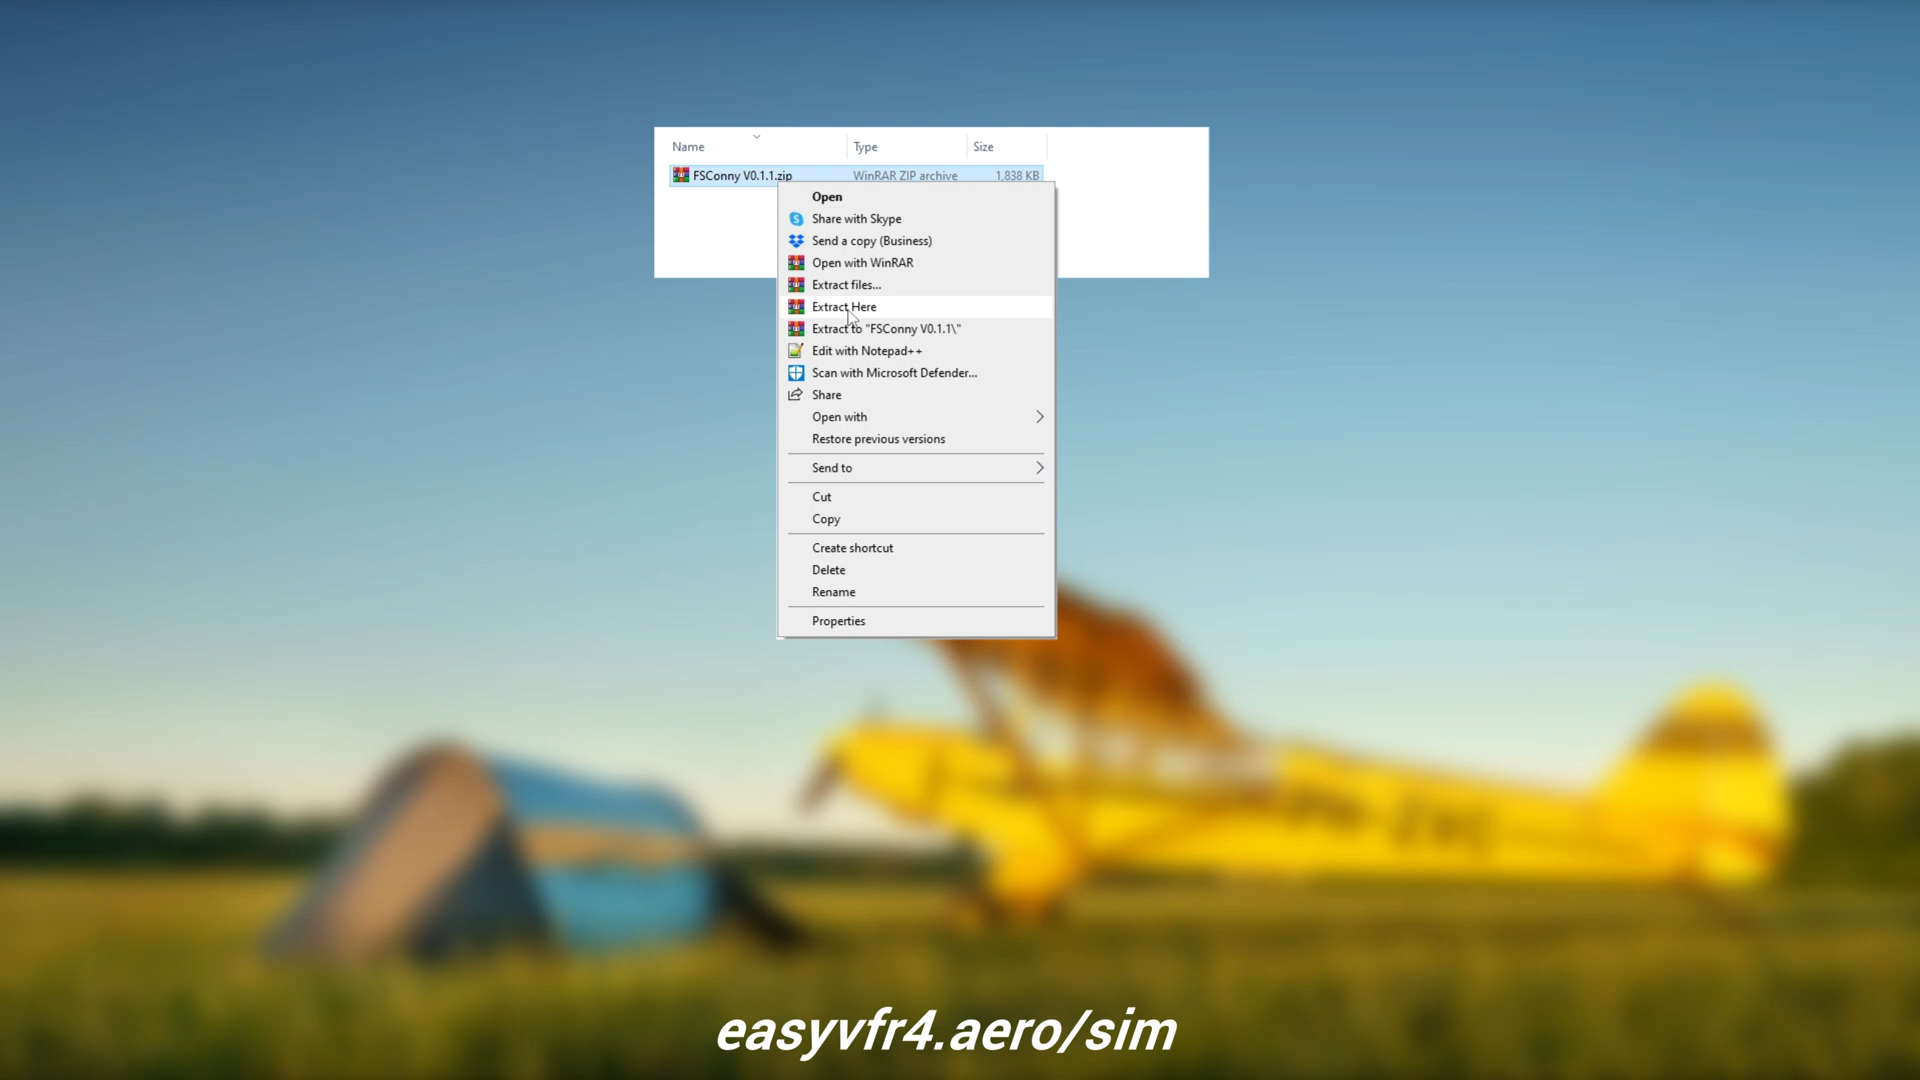 Name Type Size
FSConny V0.1.1.zip WinRAR ZIP archive 1,838 KB
Open
Share with Skype
Send a copy (Business)
Open with WinRAR
Extract files...
Extract Here
Extract to "FSConny V0.1.1\"
Edit with Notepad++
Scan with Microsoft Defender...
Share
Open with
Restore previous versions
Send to
Cut
Copy
Create shortcut
Delete
Rename
Properties
easyvfr4.aero/sim